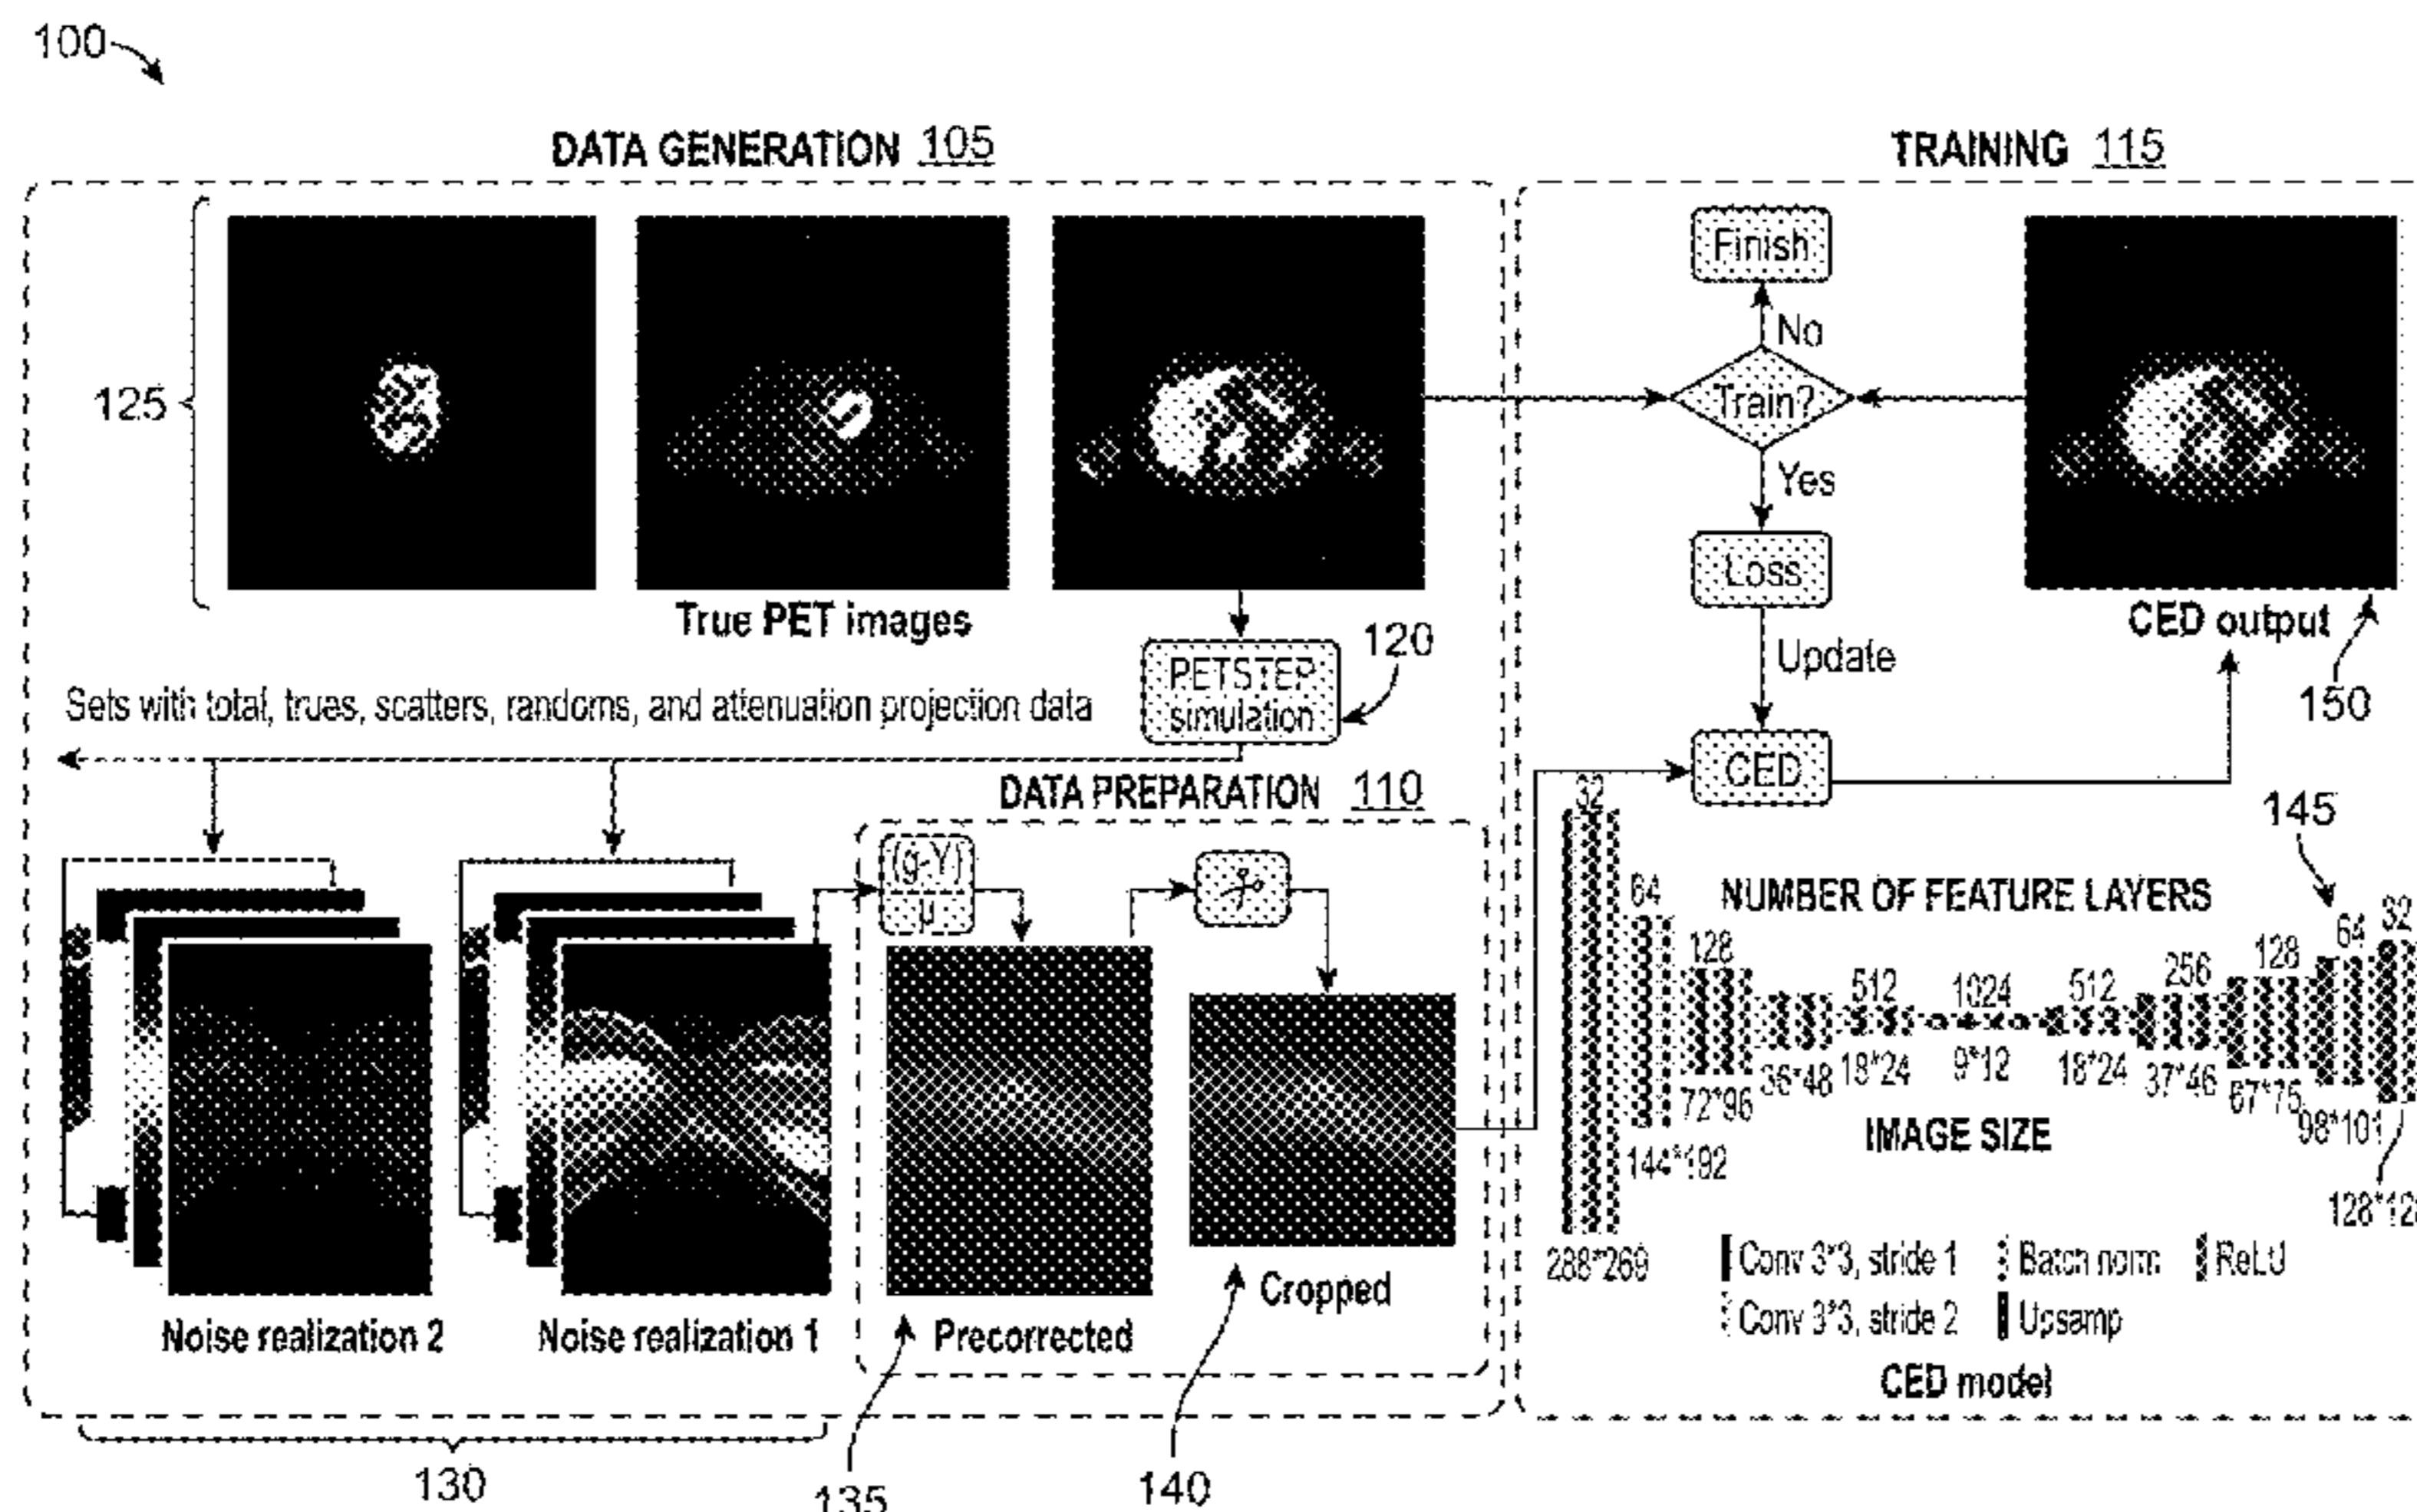 100
DATA GENERATION 105
TRAINING 115
125
True PET images
Finish
No
Train?
Yes
Loss
Update
CED
CED output
150
120
PETSTEP
simulation
Sets with total, trues, scatters, randoms, and attenuation projection data
DATA PREPARATION 110
(g-Y)
μ
Noise realization 2
Noise realization 1
Precorrected
Cropped
130
135
140
145
NUMBER OF FEATURE LAYERS
32
64
128
512
1024
512
256
128
64
32
288*269
144*192
72*96
36*48
18*24
9*12
18*24
37*46
67*75
98*101
IMAGE SIZE
Conv 3*3, stride 1
Batch norm
ReLU
Conv 3*3, stride 2
Upsamp
CED model